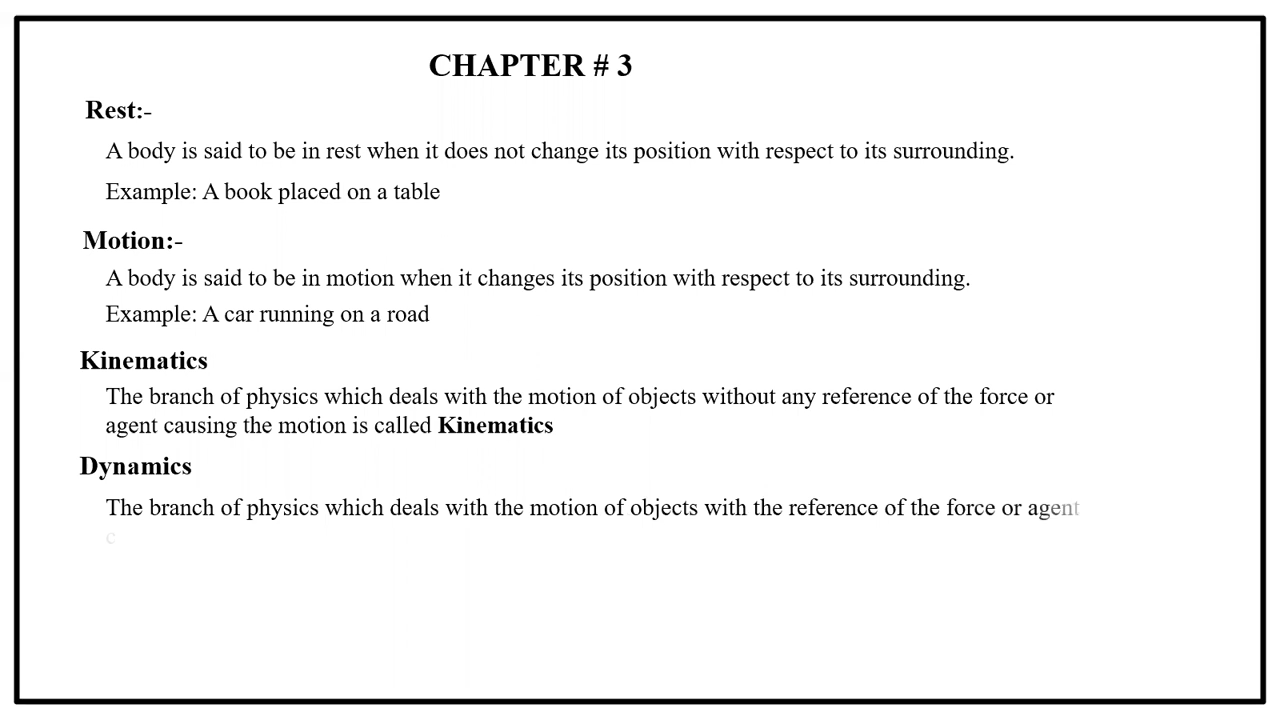 CHAPTER # 3
Rest:-
A body is said to be in rest when it does not change its position with respect to its surrounding.
Example: A book placed on a table
Motion:-
A body is said to be in motion when it changes its position with respect to its surrounding.
Example: A car running on a road
Kinematics
The branch of physics which deals with the motion of objects without any reference of the force or
agent causing the motion is called Kinematics
Dynamics
The branch of physics which deals with the motion of objects with the reference of the force or agent
c